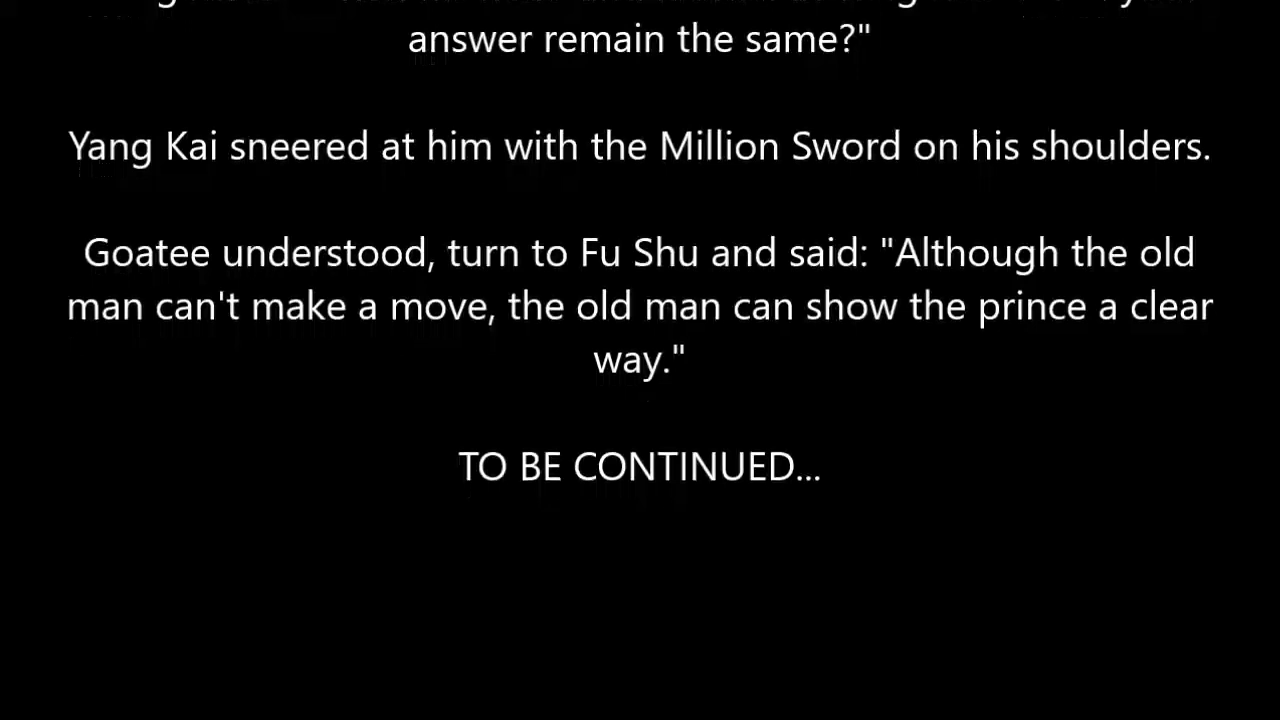 answer remain the same?"
Yang Kai sneered at him with the Million Sword on his shoulders.
Goatee understood, turn to Fu Shu and said: "Although the old
man can't make a move, the old man can show the prince a clear
way."
TO BE CONTINUED...